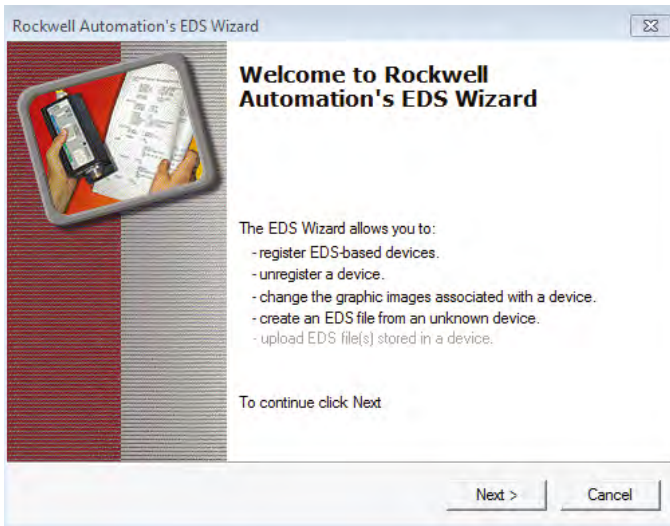 Rockwell Automation's EDS Wizard
Welcome to Rockwell
Automation's EDS Wizard
The EDS Wizard allows you to:
- register EDS-based devices.
- unregister a device.
- change the graphic images associated with a device.
- create an EDS file from an unknown device.
- upload EDS file(s) stored in a device.
To continue click Next
Next >
Cancel